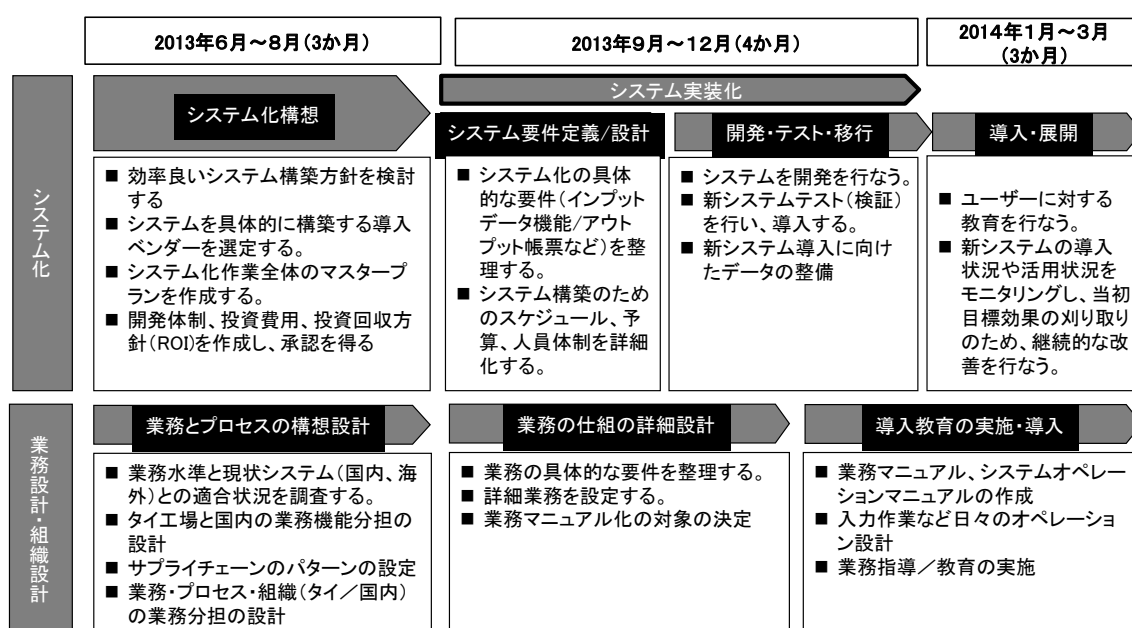 2013年6月～8月(3か月)
2013年9月～12月(4か月)
2014年1月～3月
(3か月)
システム化
システム実装化
システム化構想
システム要件定義/設計
開発・テスト・移行
導入・展開
■ 効率良いシステム構築方針を検討
する
■ システムを具体的に構築する導入
ベンダーを選定する。
■ システム化作業全体のマスタープ
ランを作成する。
■ 開発体制、投資費用、投資回収方
針(ROI)を作成し、承認を得る
■ システム化の具体
的な要件(インプット
データ機能/アウト
プット帳票など)を整
理する。
■ システム構築のため
のスケジュール、予
算、人員体制を詳細
化する。
■ システムを開発を行なう。
■ 新システムテスト(検証)
を行い、導入する。
■ 新システム導入に向け
たデータの整備
■ ユーザーに対する
教育を行なう。
■ 新システムの導入
状況や活用状況を
モニタリングし、当初
目標効果の刈り取り
のため、継続的な改
善を行なう。
業務設計・組織設計
業務とプロセスの構想設計
業務の仕組の詳細設計
導入教育の実施・導入
■ 業務水準と現状システム(国内、海
外)との適合状況を調査する。
■ タイ工場と国内の業務機能分担の
設計
■ サプライチェーンのパターンの設定
■ 業務・プロセス・組織(タイ／国内)
の業務分担の設計
■ 業務の具体的な要件を整理する。
■ 詳細業務を設定する。
■ 業務マニュアル化の対象の決定
■ 業務マニュアル、システムオペレー
ションマニュアルの作成
■ 入力作業など日々のオペレーショ
ン設計
■ 業務指導／教育の実施